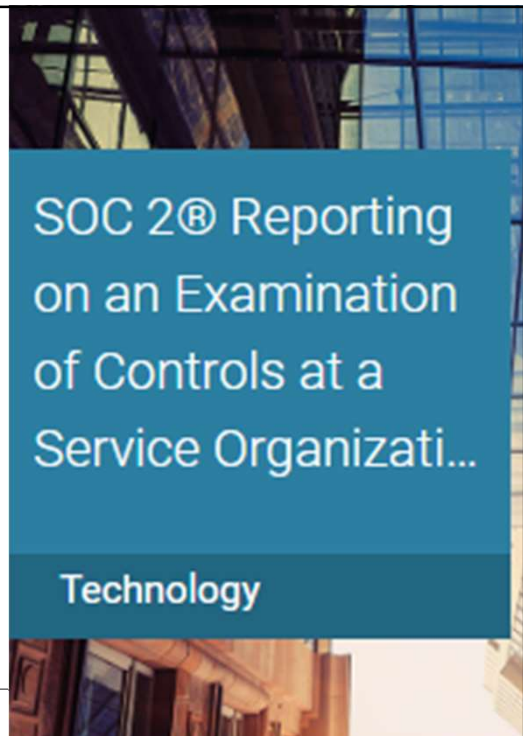 SOC 2® Reporting
on an Examination
of Controls at a
Service Organizati...
Technology